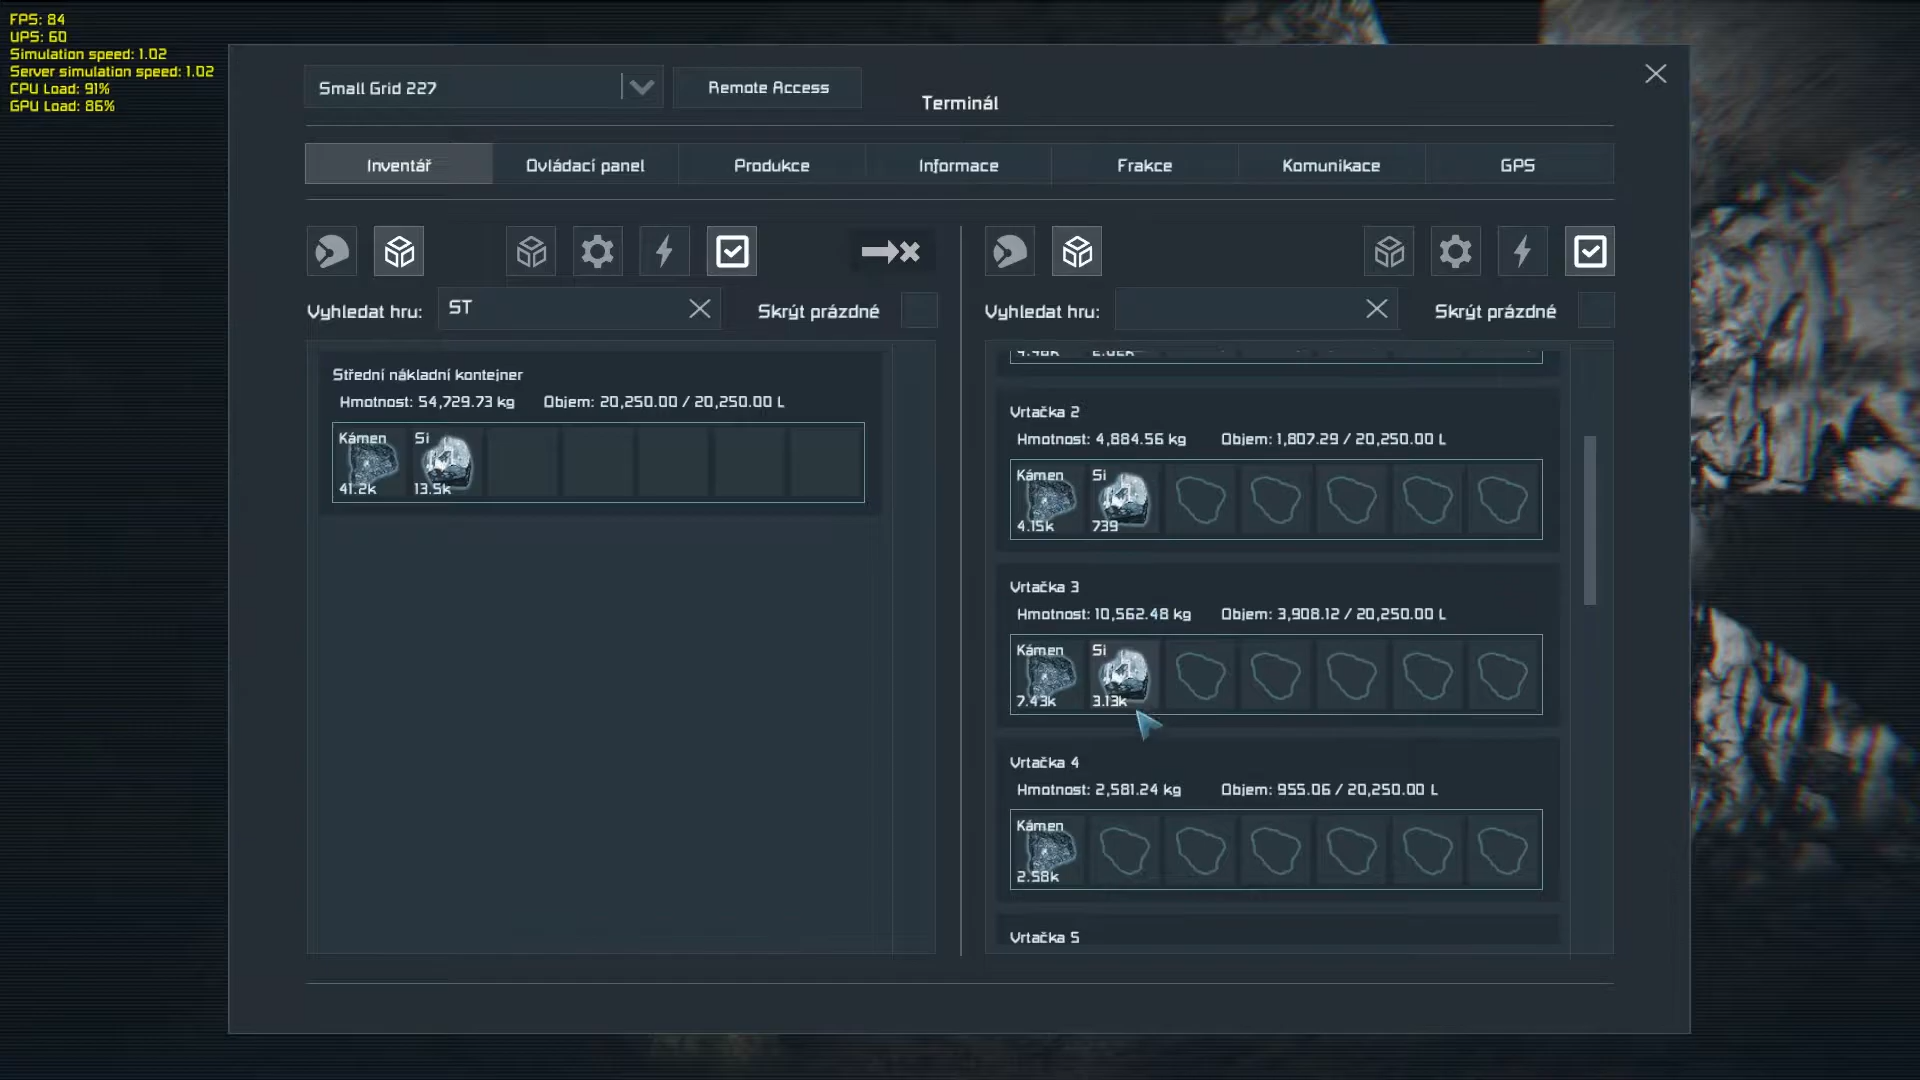 FPS: 84
UPS: 60
Simulation speed: 1.02
Server simulation speed: 1.02
CPU Load: 91%
GPU Load: 86%
Small Grid 227
Remote Access
Terminál
Inventář
Ovládací panel
Produkce
Informace
Frakce
Komunikace
GPS
Vyhledat hru: ST
Skrýt prázdné
Vyhledat hru:
Skrýt prázdné
Střední nákladní kontejner
Hmotnost: 54,729.73 kg Objem: 20,250.00 / 20,250.00 L
Kámen Si
41.2k 13.5k
Vrtačka 2
Hmotnost: 4,884.56 kg Objem: 1,807.29 / 20,250.00 L
Kámen Si
4.15k 739
Vrtačka 3
Hmotnost: 10,562.48 kg Objem: 3,908.12 / 20,250.00 L
Kámen Si
7.43k 3.13k
Vrtačka 4
Hmotnost: 2,581.24 kg Objem: 955.06 / 20,250.00 L
Kámen
2.58k
Vrtačka 5